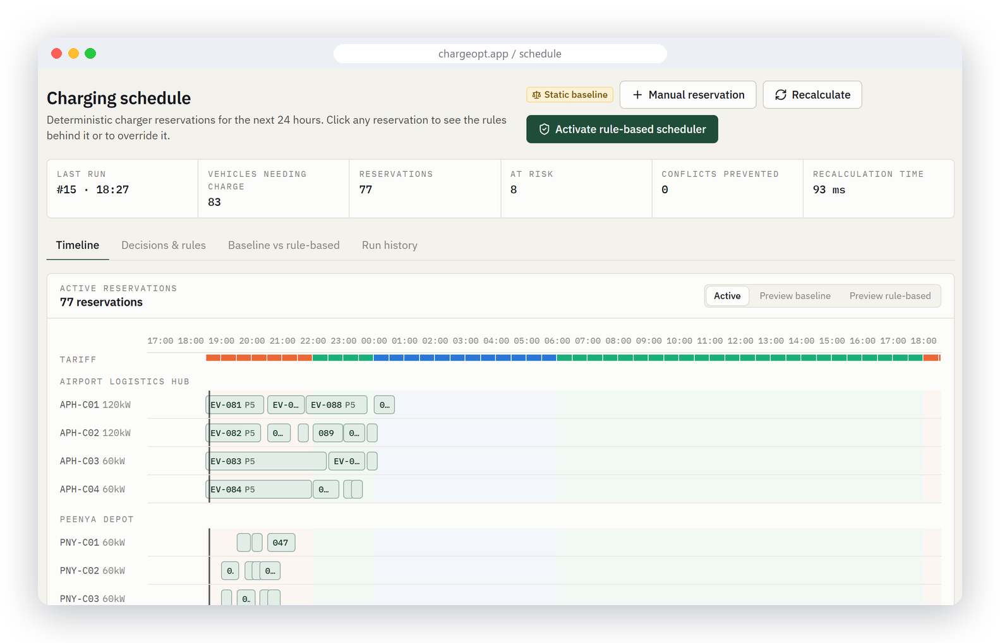 chargeopt.app / schedule
Charging schedule
Deterministic charger reservations for the next 24 hours. Click any reservation to see the rules
behind it or to override it.
Static baseline
Manual reservation
Recalculate
Activate rule-based scheduler
LAST RUN
#15 · 18:27
VEHICLES NEEDING
CHARGE
83
RESERVATIONS
77
AT RISK
8
CONFLICTS PREVENTED
0
RECALCULATION TIME
93 ms
Timeline Decisions & rules Baseline vs rule-based Run history
ACTIVE RESERVATIONS
77 reservations
Active Preview baseline Preview rule-based
17:00 18:00 19:00 20:00 21:00 22:00 23:00 00:00 01:00 02:00 03:00 04:00 05:00 06:00 07:00 08:00 09:00 10:00 11:00 12:00 13:00 14:00 15:00 16:00 17:00 18:00
TARIFF
AIRPORT LOGISTICS HUB
APH-C01 120kW EV-081 P5 EV-0… EV-088 P5 0…
APH-C02 120kW EV-082 P5 0… 089 0…
APH-C03 60kW EV-083 P5 EV-0…
APH-C04 60kW EV-084 P5 0…
PEENYA DEPOT
PNY-C01 60kW 047
PNY-C02 60kW 0. 0…
PNY-C03 60kW 0.